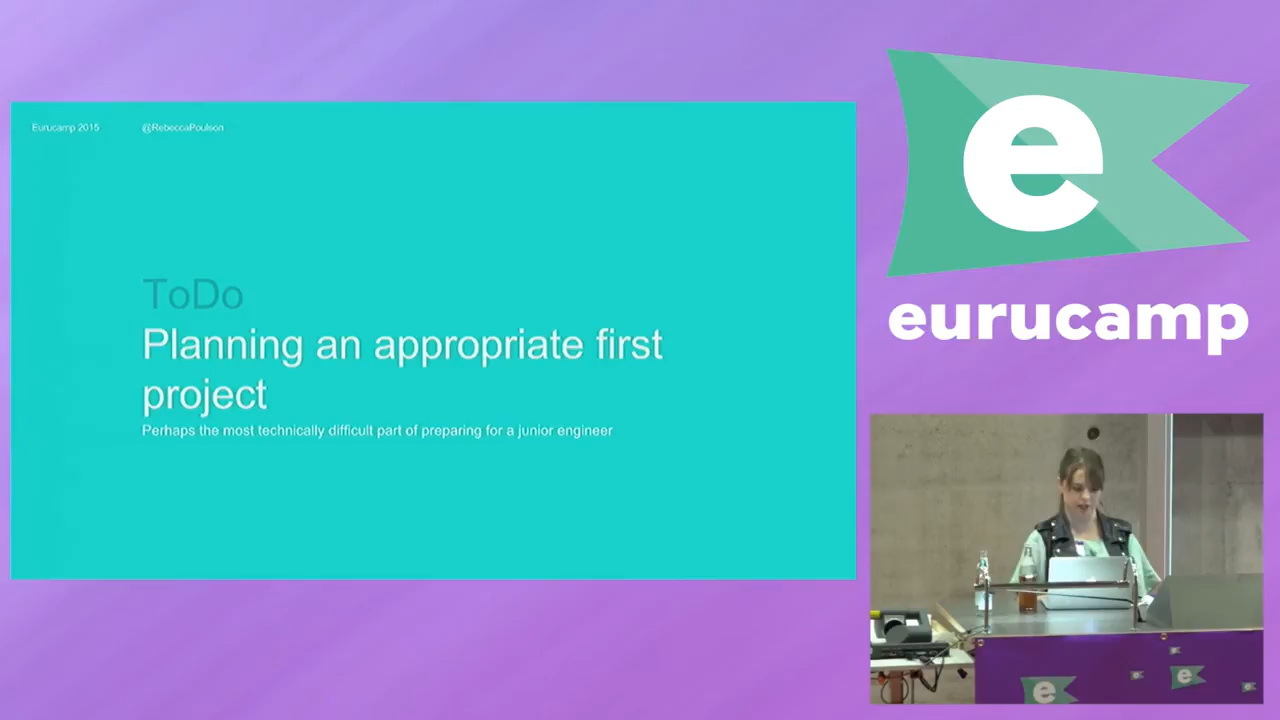 Eurucamp 2015 @RebeccaPoulson
ToDo
Planning an appropriate first
project
Perhaps the most technically difficult part of preparing for a junior engineer
e
eurucamp
e
e
e
e
e